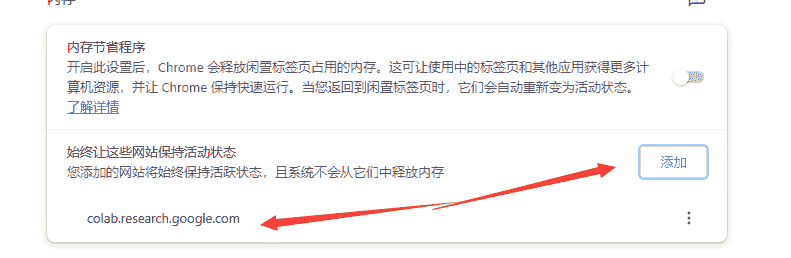 内存
内存节省程序
开启此设置后，Chrome 会释放闲置标签页占用的内存。这可让使用中的标签页和其他应用获得更多计
算机资源，并让 Chrome 保持快速运行。当您返回到闲置标签页时，它们会自动重新变为活动状态。
了解详情
始终让这些网站保持活动状态
添加
您添加的网站将始终保持活跃状态，且系统不会从它们中释放内存
colab.research.google.com